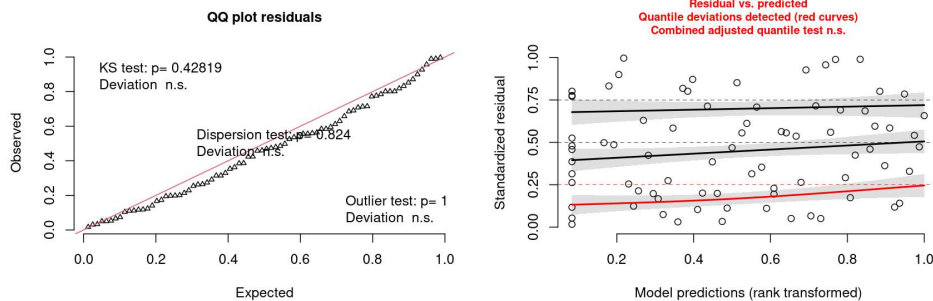 QQ plot residuals
KS test: p= 0.42819
Deviation n.s.
Dispersion test: p= 0.824
Deviation n.s.
Outlier test: p= 1
Deviation n.s.
Observed
0.0 0.2 0.4 0.6 0.8 1.0
0.0 0.2 0.4 0.6 0.8 1.0
Expected
Residual vs. predicted
Quantile deviations detected (red curves)
Combined adjusted quantile test n.s.
Standardized residual
0.00 0.25 0.50 0.75 1.00
0.2 0.4 0.6 0.8 1.0
Model predictions (rank transformed)